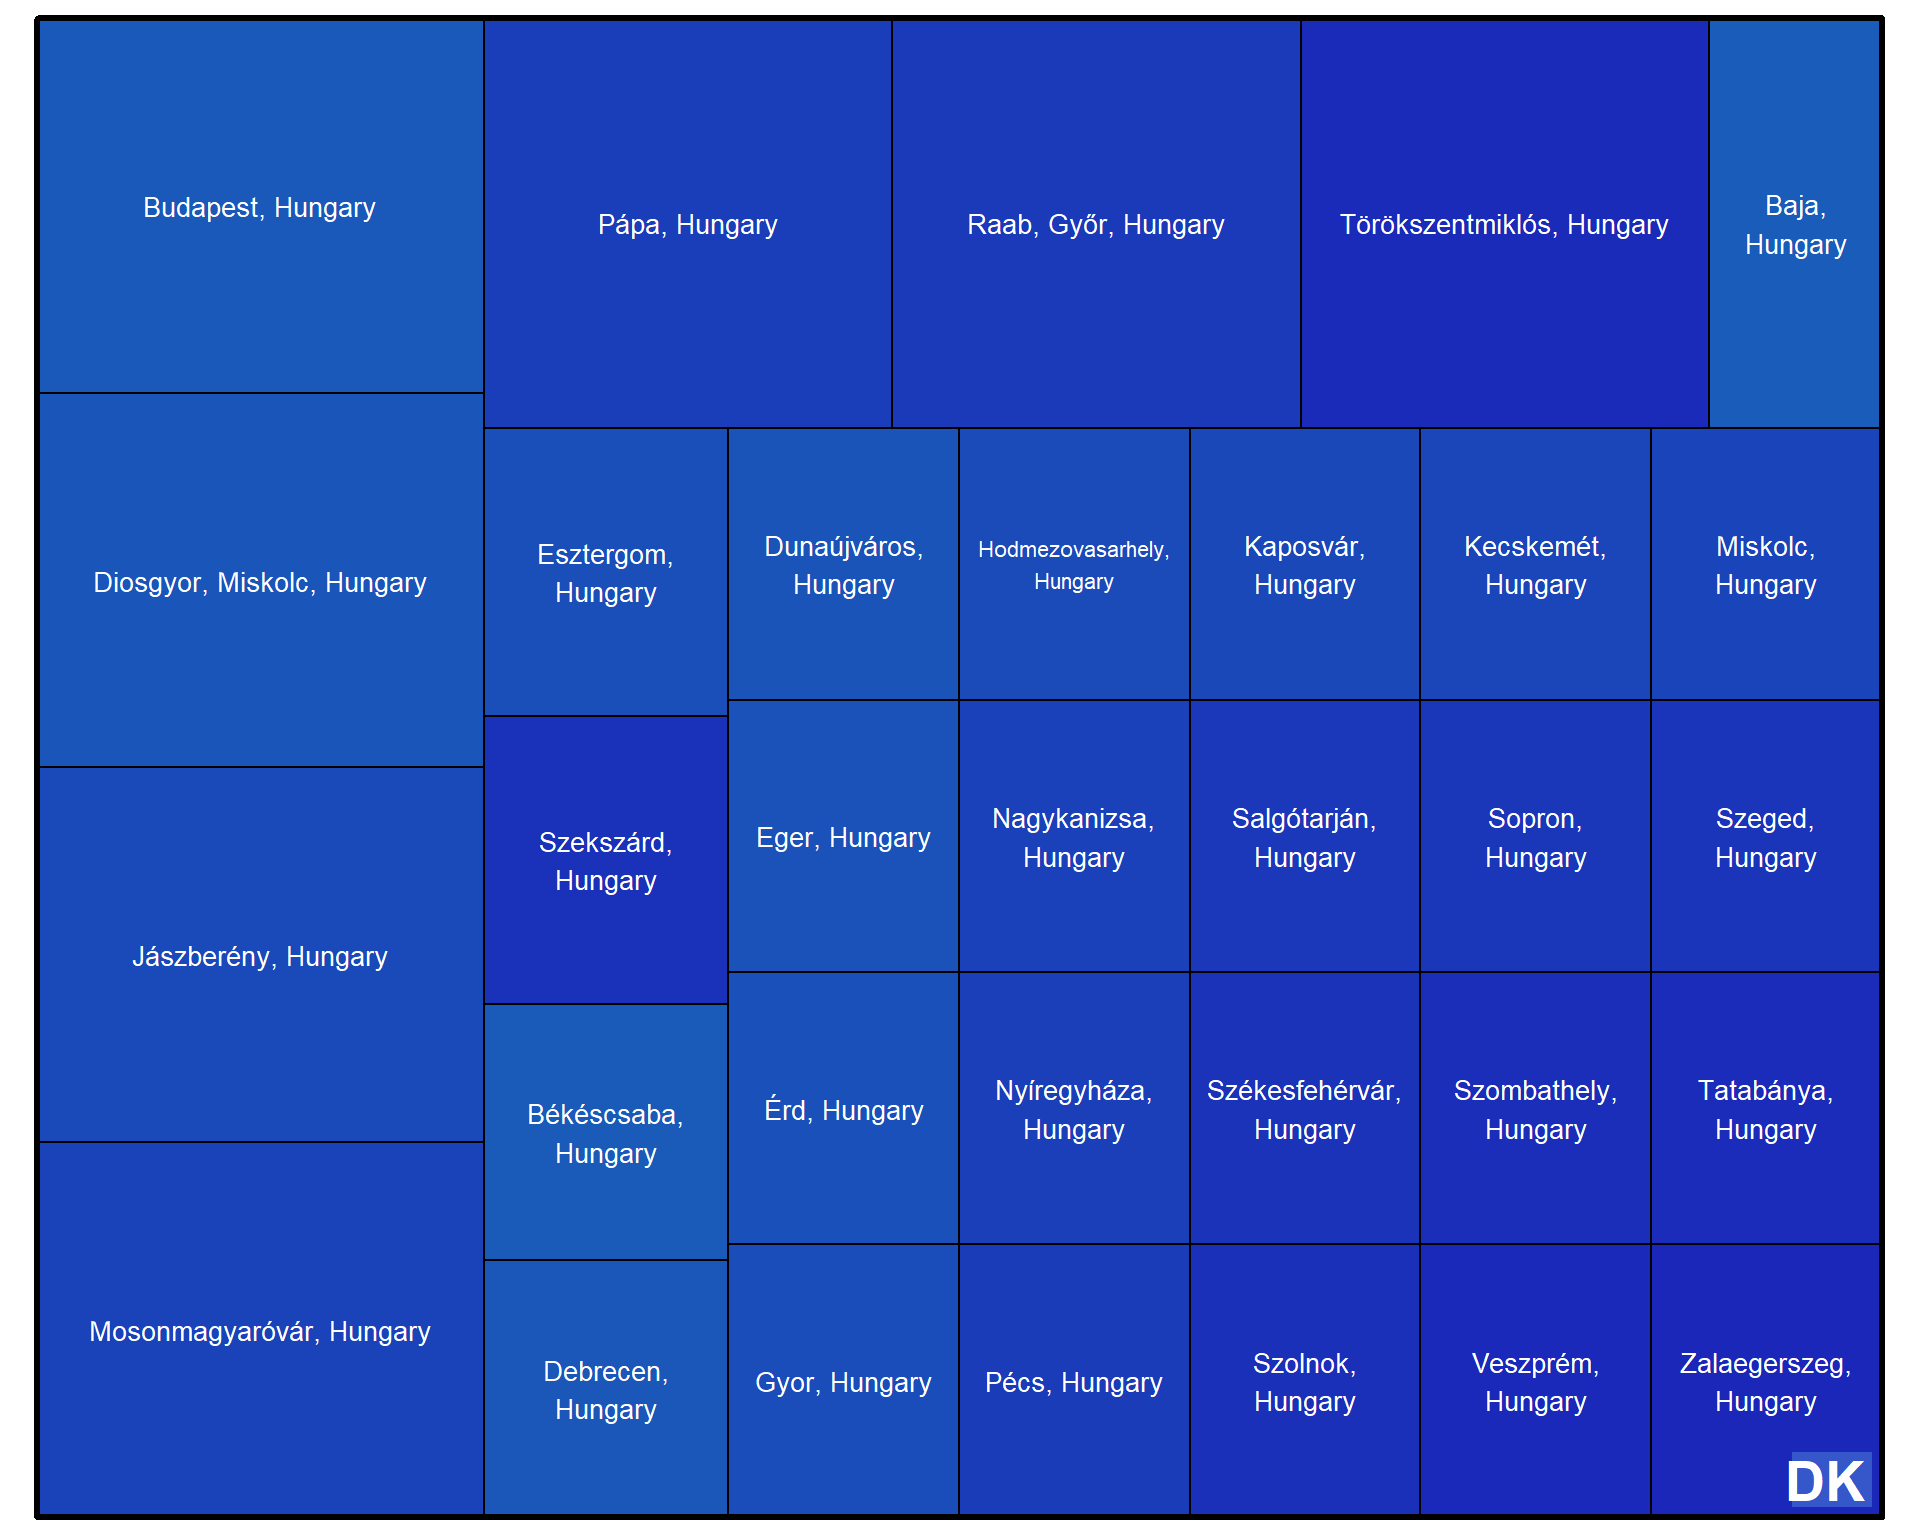 Budapest, Hungary
Diosgyor, Miskolc, Hungary
Jászberény, Hungary
Mosonmagyaróvár, Hungary
Pápa, Hungary
Raab, Győr, Hungary
Törökszentmiklós, Hungary
Baja,
Hungary
Esztergom,
Hungary
Szekszárd,
Hungary
Békéscsaba,
Hungary
Debrecen,
Hungary
Dunaújváros,
Hungary
Eger, Hungary
Érd, Hungary
Gyor, Hungary
Hodmezovasarhely,
Hungary
Nagykanizsa,
Hungary
Nyíregyháza,
Hungary
Pécs, Hungary
Kaposvár,
Hungary
Salgótarján,
Hungary
Székesfehérvár,
Hungary
Szolnok,
Hungary
Kecskemét,
Hungary
Sopron,
Hungary
Szombathely,
Hungary
Veszprém,
Hungary
Miskolc,
Hungary
Szeged,
Hungary
Tatabánya,
Hungary
Zalaegerszeg,
Hungary
DK